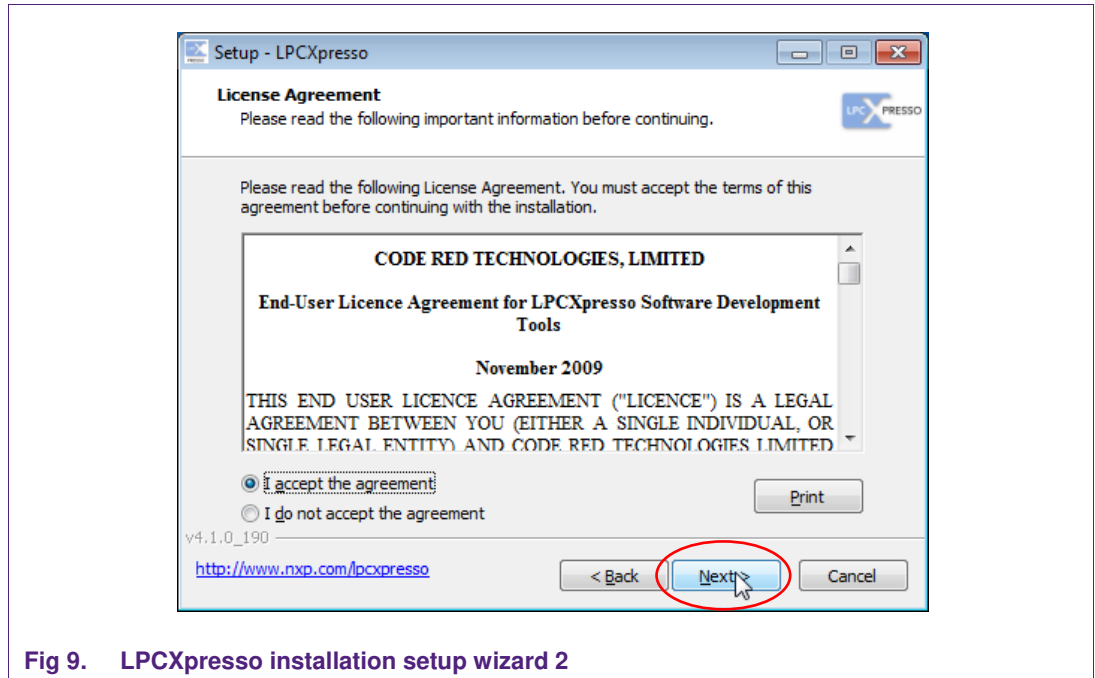 Setup - LPCXpresso
License Agreement
Please read the following important information before continuing.
LPC XPRESSO
Please read the following License Agreement. You must accept the terms of this
agreement before continuing with the installation.
CODE RED TECHNOLOGIES, LIMITED
End-User Licence Agreement for LPCXpresso Software Development
Tools
November 2009
THIS END USER LICENCE AGREEMENT ("LICENCE") IS A LEGAL
AGREEMENT BETWEEN YOU (EITHER A SINGLE INDIVIDUAL, OR
SINGLE LEGAL ENTITY) AND CODE RED TECHNOLOGIES LIMITED
I accept the agreement
Print
I do not accept the agreement
v4.1.0_190
http://www.nxp.com/lpcxpresso
< Back
Next >
Cancel
Fig 9. LPCXpresso installation setup wizard 2